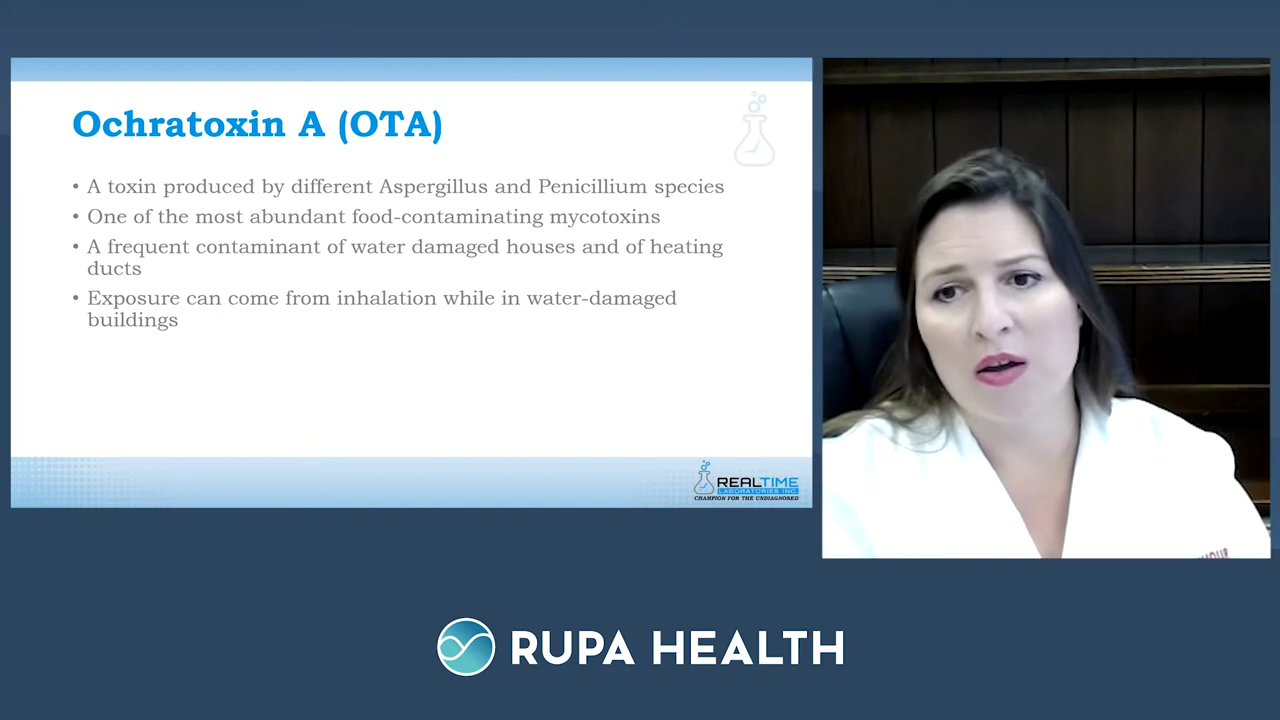 Ochratoxin A (OTA)
• A toxin produced by different Aspergillus and Penicillium species
• One of the most abundant food-contaminating mycotoxins
• A frequent contaminant of water damaged houses and of heating
ducts
• Exposure can come from inhalation while in water-damaged
buildings
REALTIME
LABORATORIES INC.
CHAMPION FOR THE UNDIAGNOSED
RUPA HEALTH